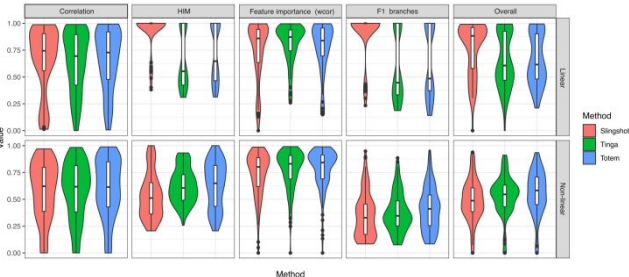 Correlation HIM Feature importance (wcor) F1 branches Overall
1.00
0.75
0.50
0.25
0.00
Linear
1.00
0.75
0.50
0.25
0.00
Non-linear
Value
Method
Method
Slingshot
Tinga
Totem